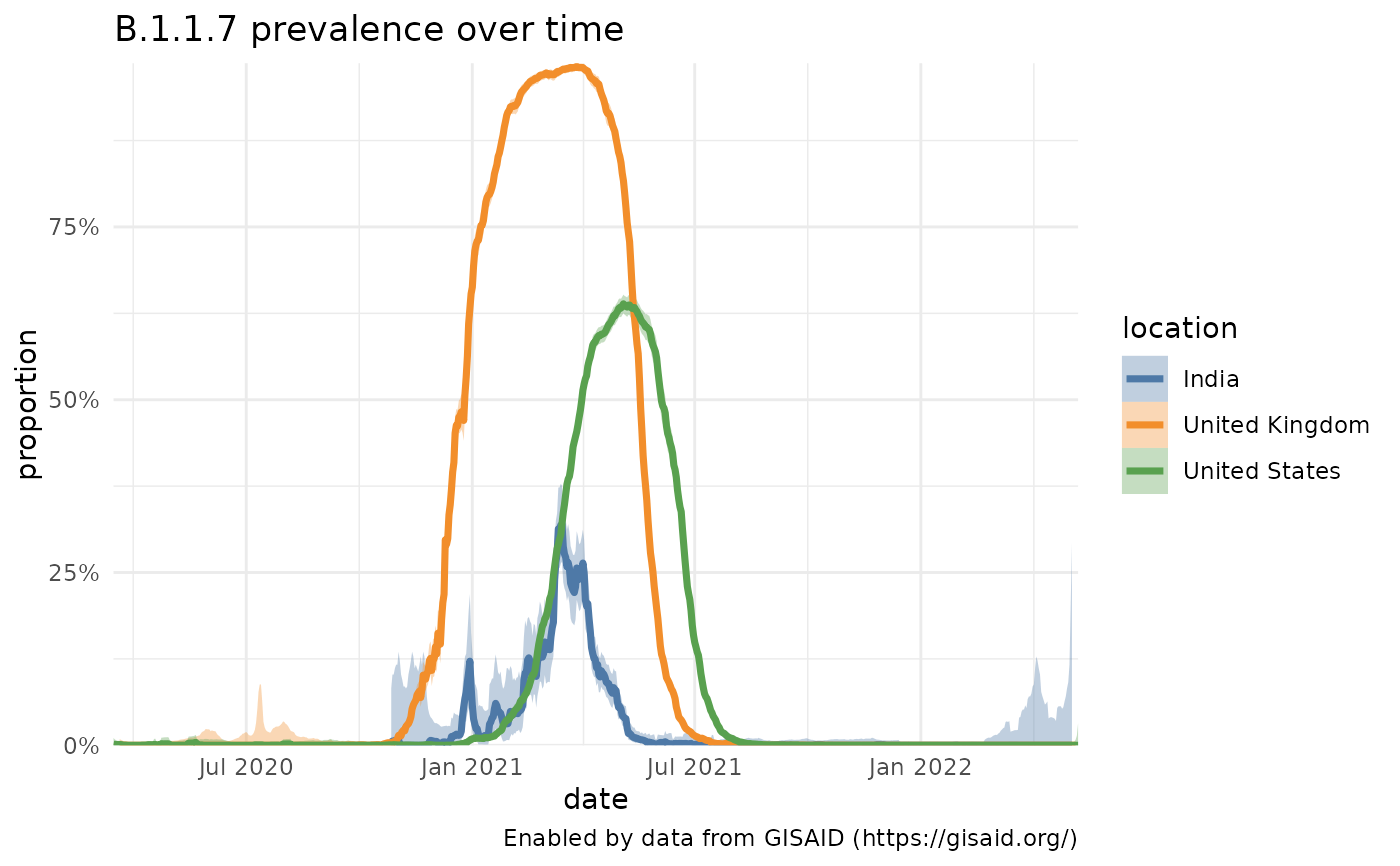 B.1.1.7 prevalence over time
proportion
75%
50%
25%
0%
Jul 2020
Jan 2021
Jul 2021
Jan 2022
date
location
India
United Kingdom
United States
Enabled by data from GISAID (https://gisaid.org/)